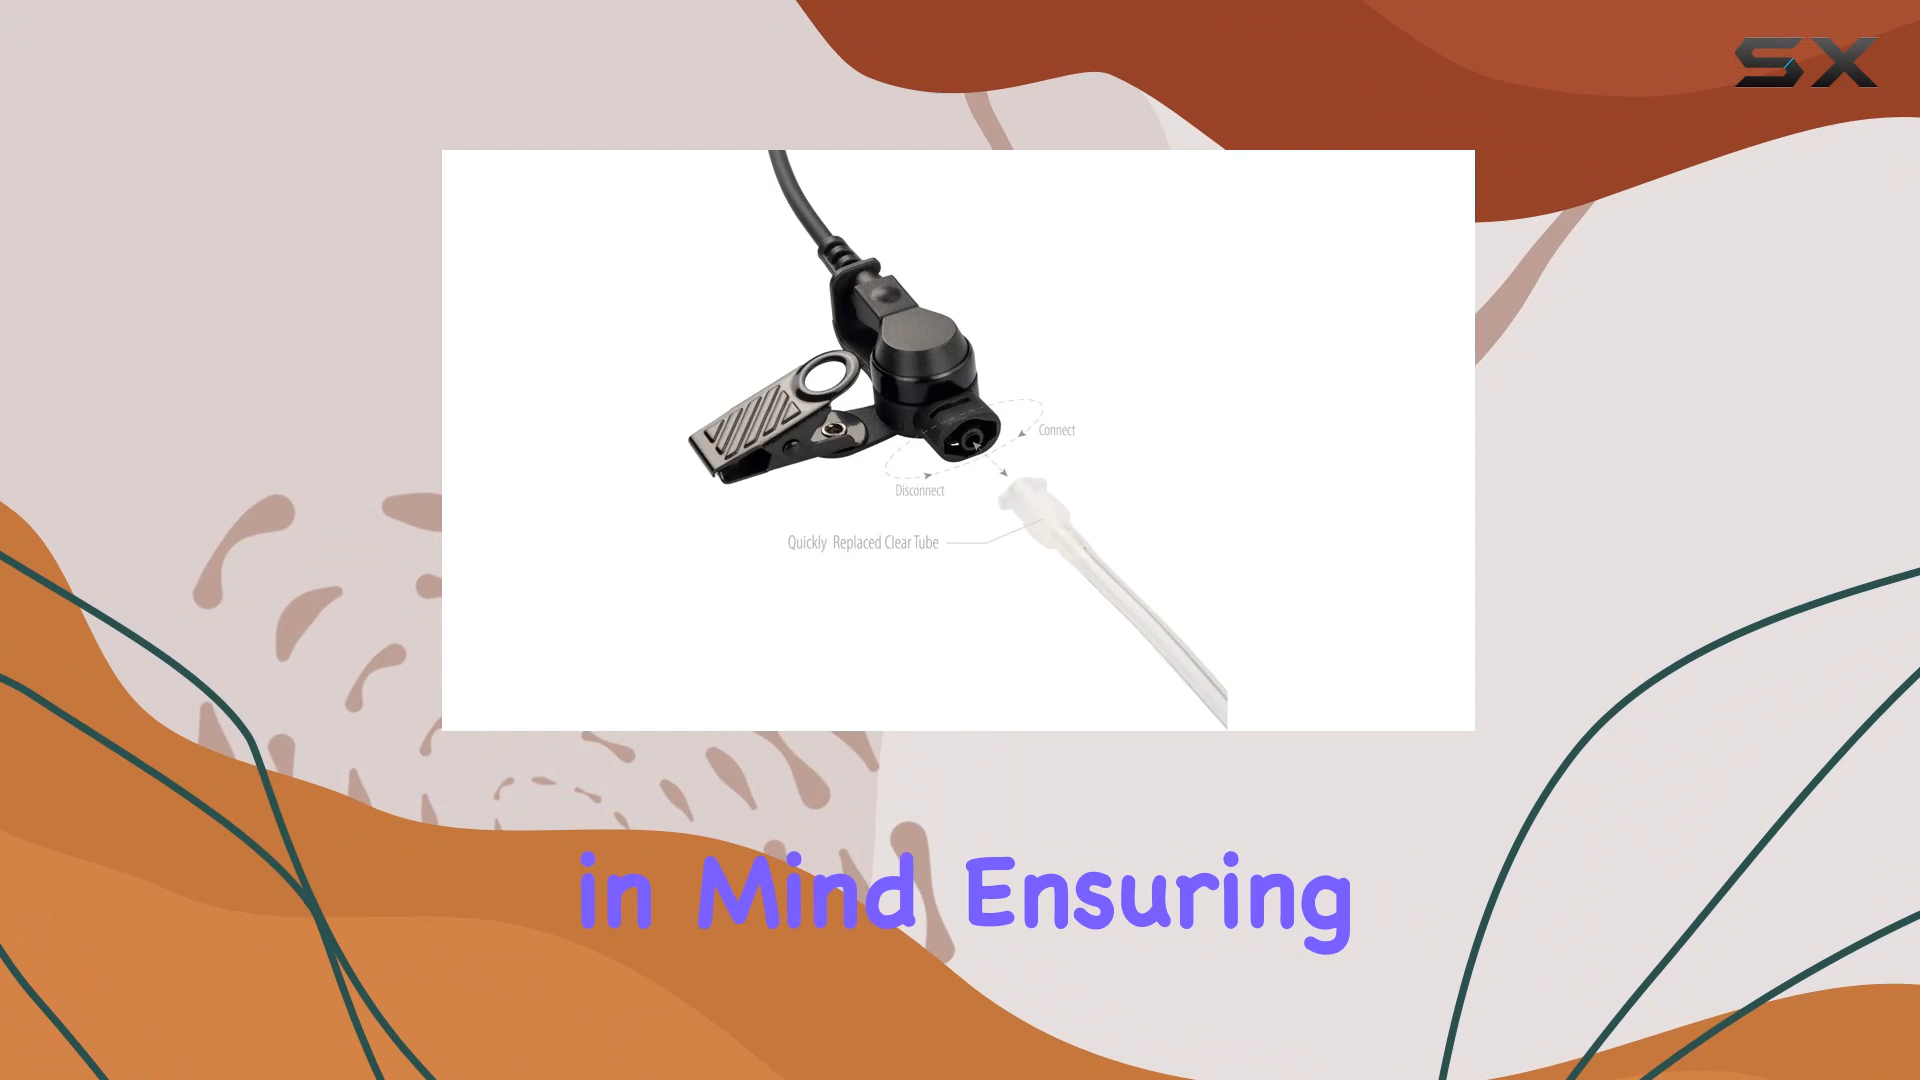 SX
Connect
Disconnect
Quickly Replaced Clear Tube
in Mind Ensuring